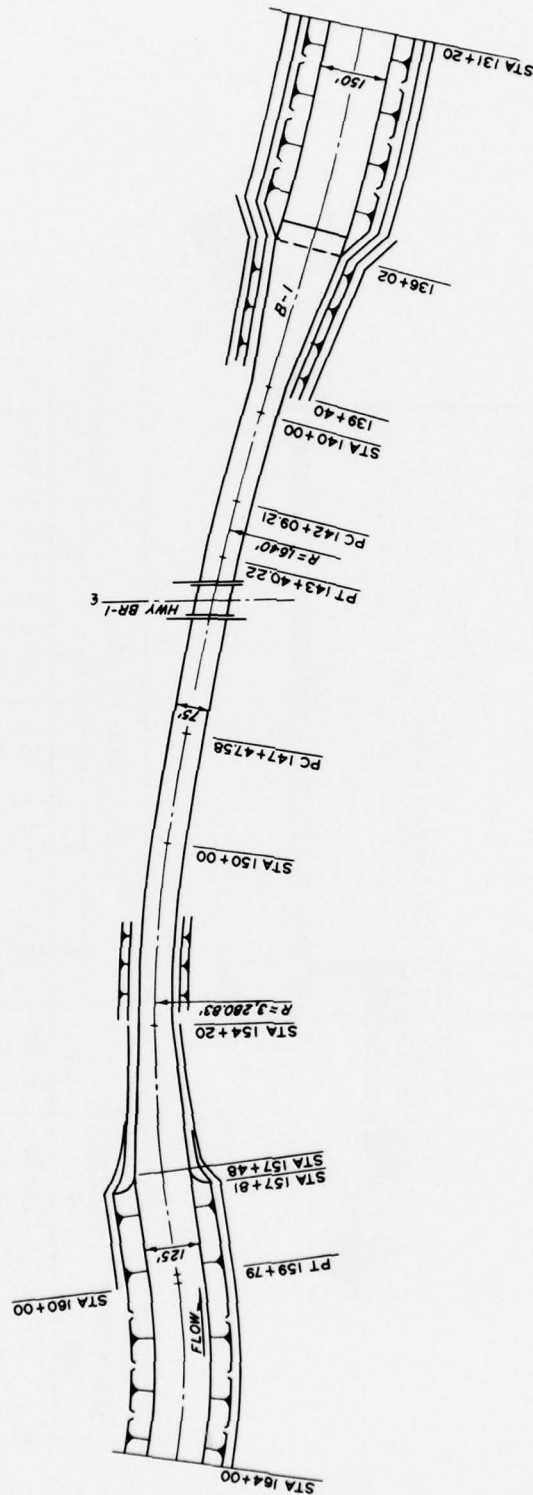 STA 131+20
150'
136+02
B-1
139+40
STA 140+00
PC 142+09.21
R=1,640'
PT 143+40.22
HWY BR-1
75'
PC 147+47.58
STA 150+00
R=3,280.83'
STA 154+20
STA 157+48
STA 157+81
125'
PT 159+79
STA 160+00
FLOW
STA 164+00